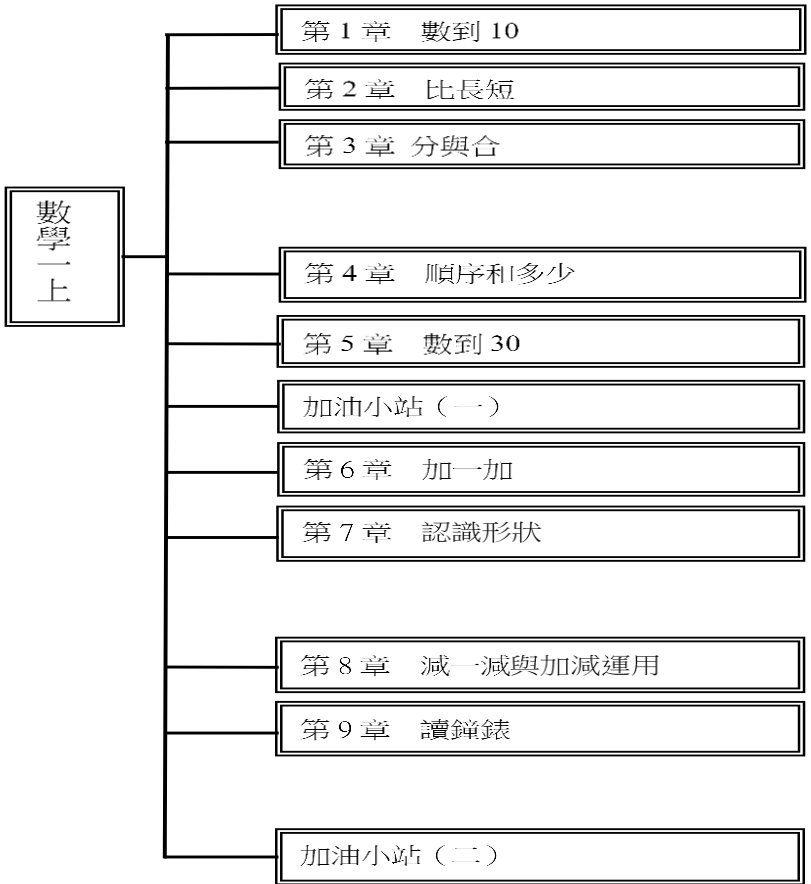 第 1 章 數到 10
第 2 章 比長短
第 3 章 分與合
數學一上
第 4 章 順序和多少
第 5 章 數到 30
加油小站（一）
第 6 章 加一加
第 7 章 認識形狀
第 8 章 減一減與加減運用
第 9 章 讀鐘錶
加油小站（二）